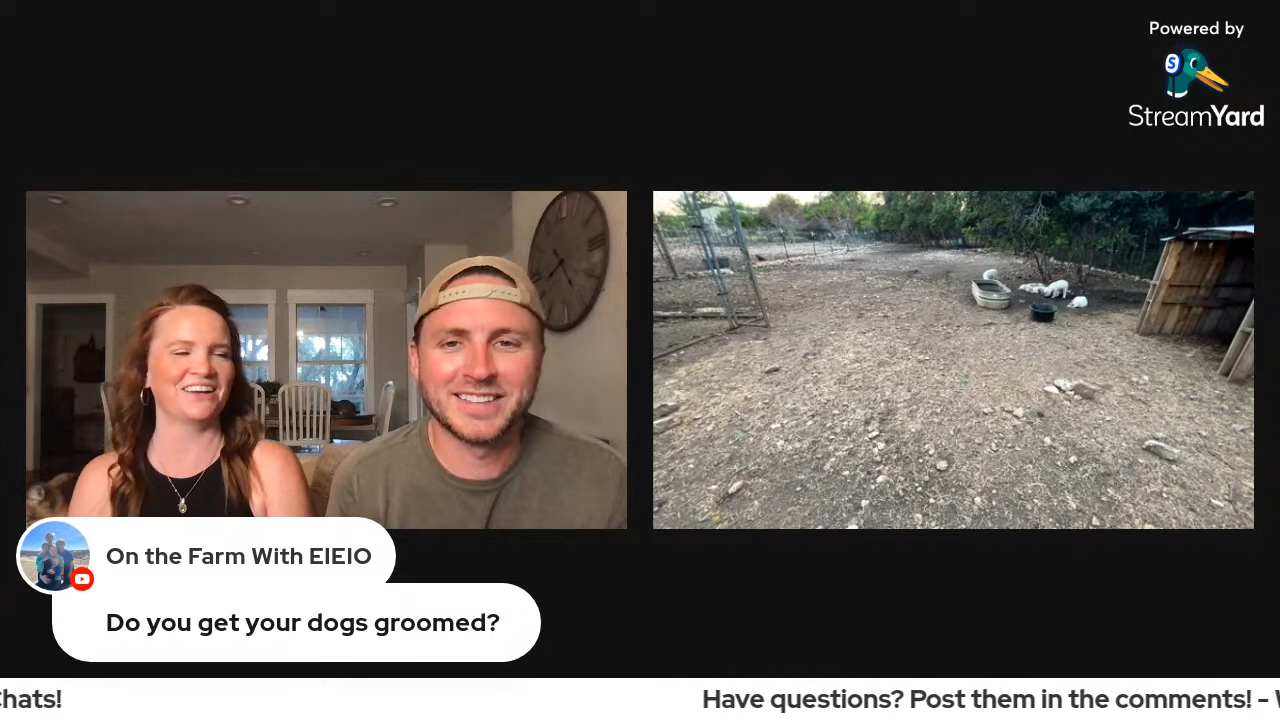 Powered by
StreamYard
On the Farm With EIEIO
Do you get your dogs groomed?
Chats!
Have questions? Post them in the comments! -